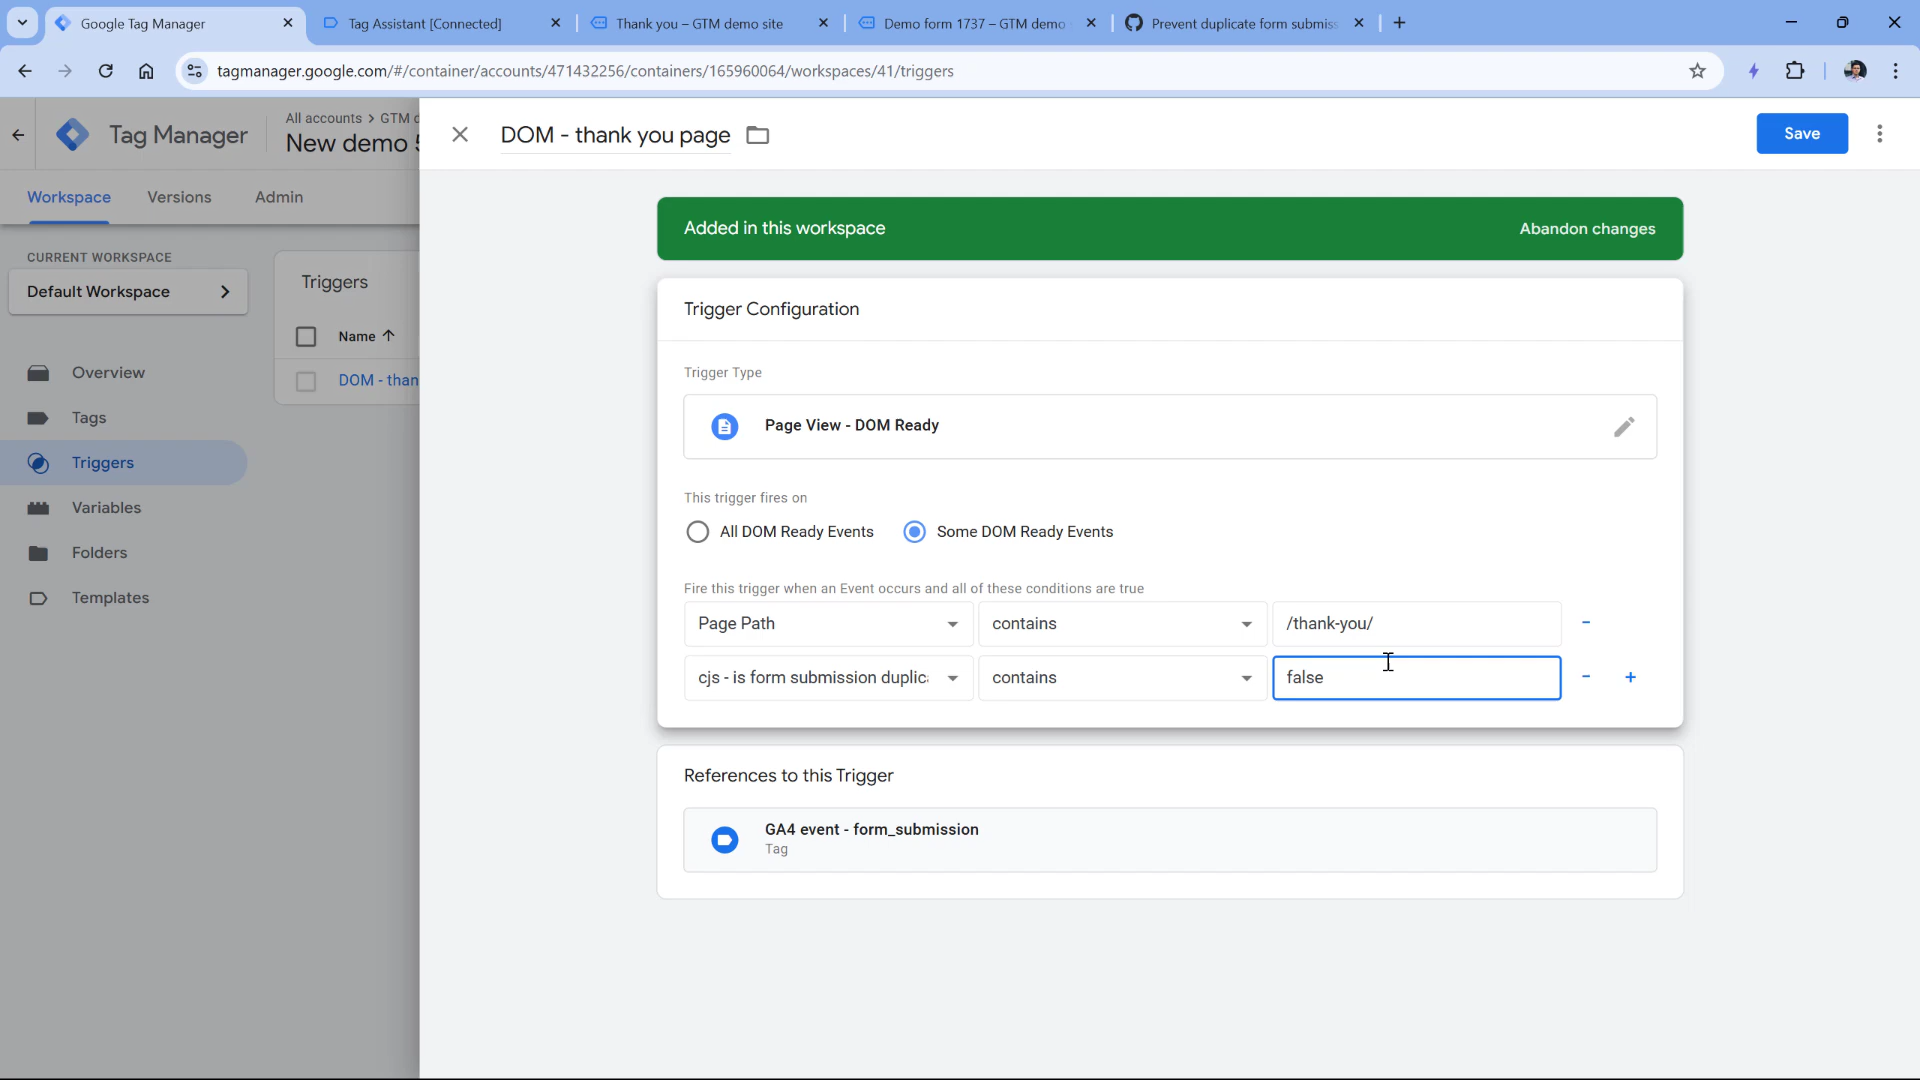 Google Tag Manager
Tag Assistant [Connected]
Thank you – GTM demo site
Demo form 1737 – GTM demo
Prevent duplicate form submiss
tagmanager.google.com/#/container/accounts/471432256/containers/165960064/workspaces/41/triggers
Tag Manager
All accounts > GTM
New demo
DOM - thank you page
Save
Workspace
Versions
Admin
Added in this workspace
Abandon changes
CURRENT WORKSPACE
Default Workspace
Triggers
Name
DOM - than
Overview
Tags
Triggers
Variables
Folders
Templates
Trigger Configuration
Trigger Type
Page View - DOM Ready
This trigger fires on
All DOM Ready Events
Some DOM Ready Events
Fire this trigger when an Event occurs and all of these conditions are true
Page Path
contains
/thank-you/
-
cjs - is form submission duplic
contains
false
- +
References to this Trigger
GA4 event - form_submission
Tag